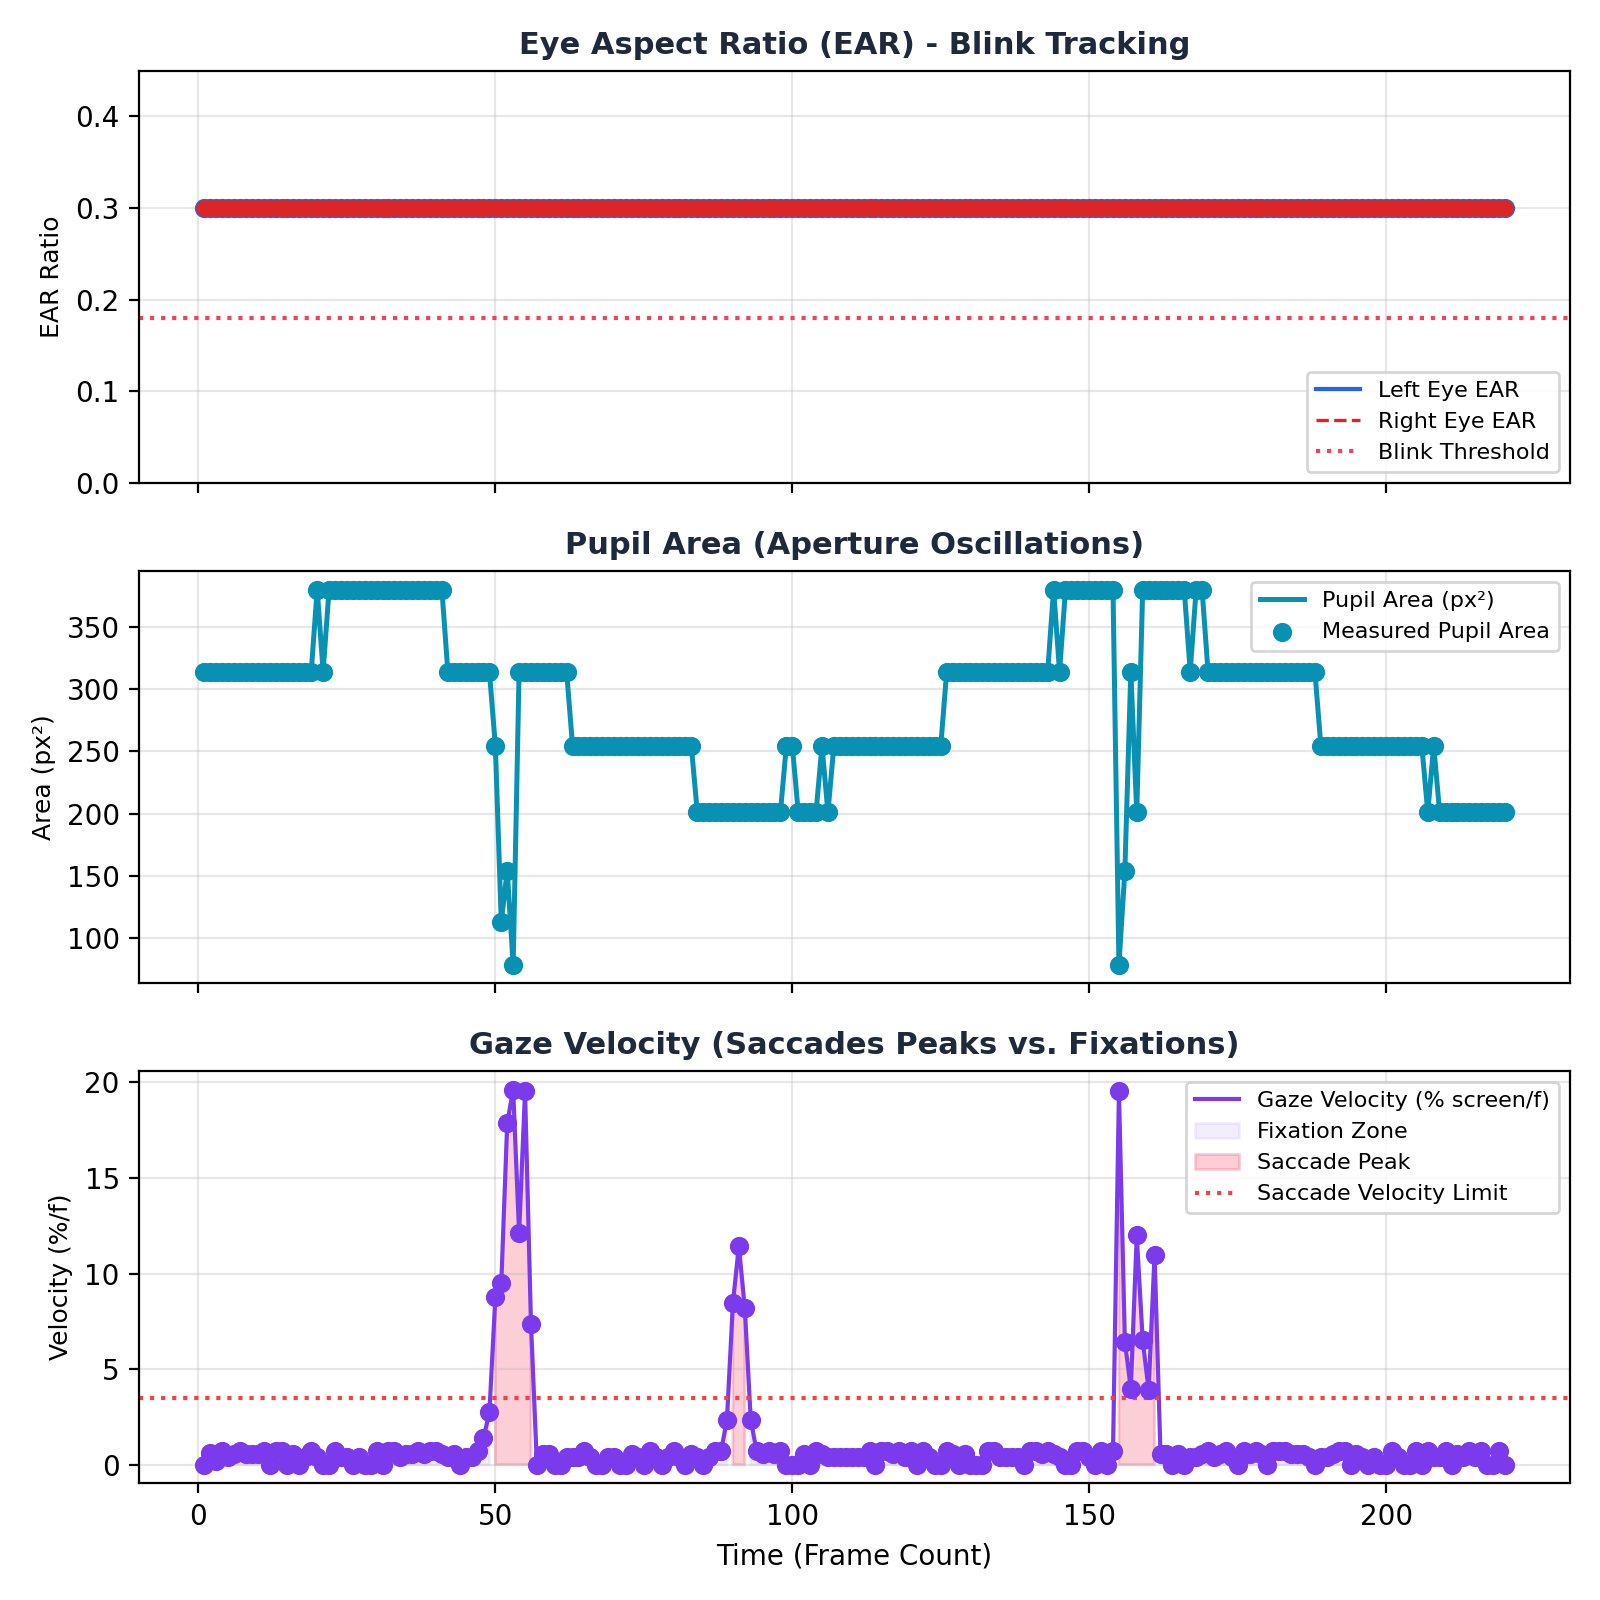 Eye Aspect Ratio (EAR) - Blink Tracking
0.4
0.3
0.2
0.1
0.0
EAR Ratio
Left Eye EAR
Right Eye EAR
Blink Threshold
Pupil Area (Aperture Oscillations)
350
300
250
200
150
100
Area (px²)
Pupil Area (px²)
Measured Pupil Area
Gaze Velocity (Saccades Peaks vs. Fixations)
20
15
10
5
0
Velocity (%/f)
Gaze Velocity (% screen/f)
Fixation Zone
Saccade Peak
Saccade Velocity Limit
0 50 100 150 200
Time (Frame Count)